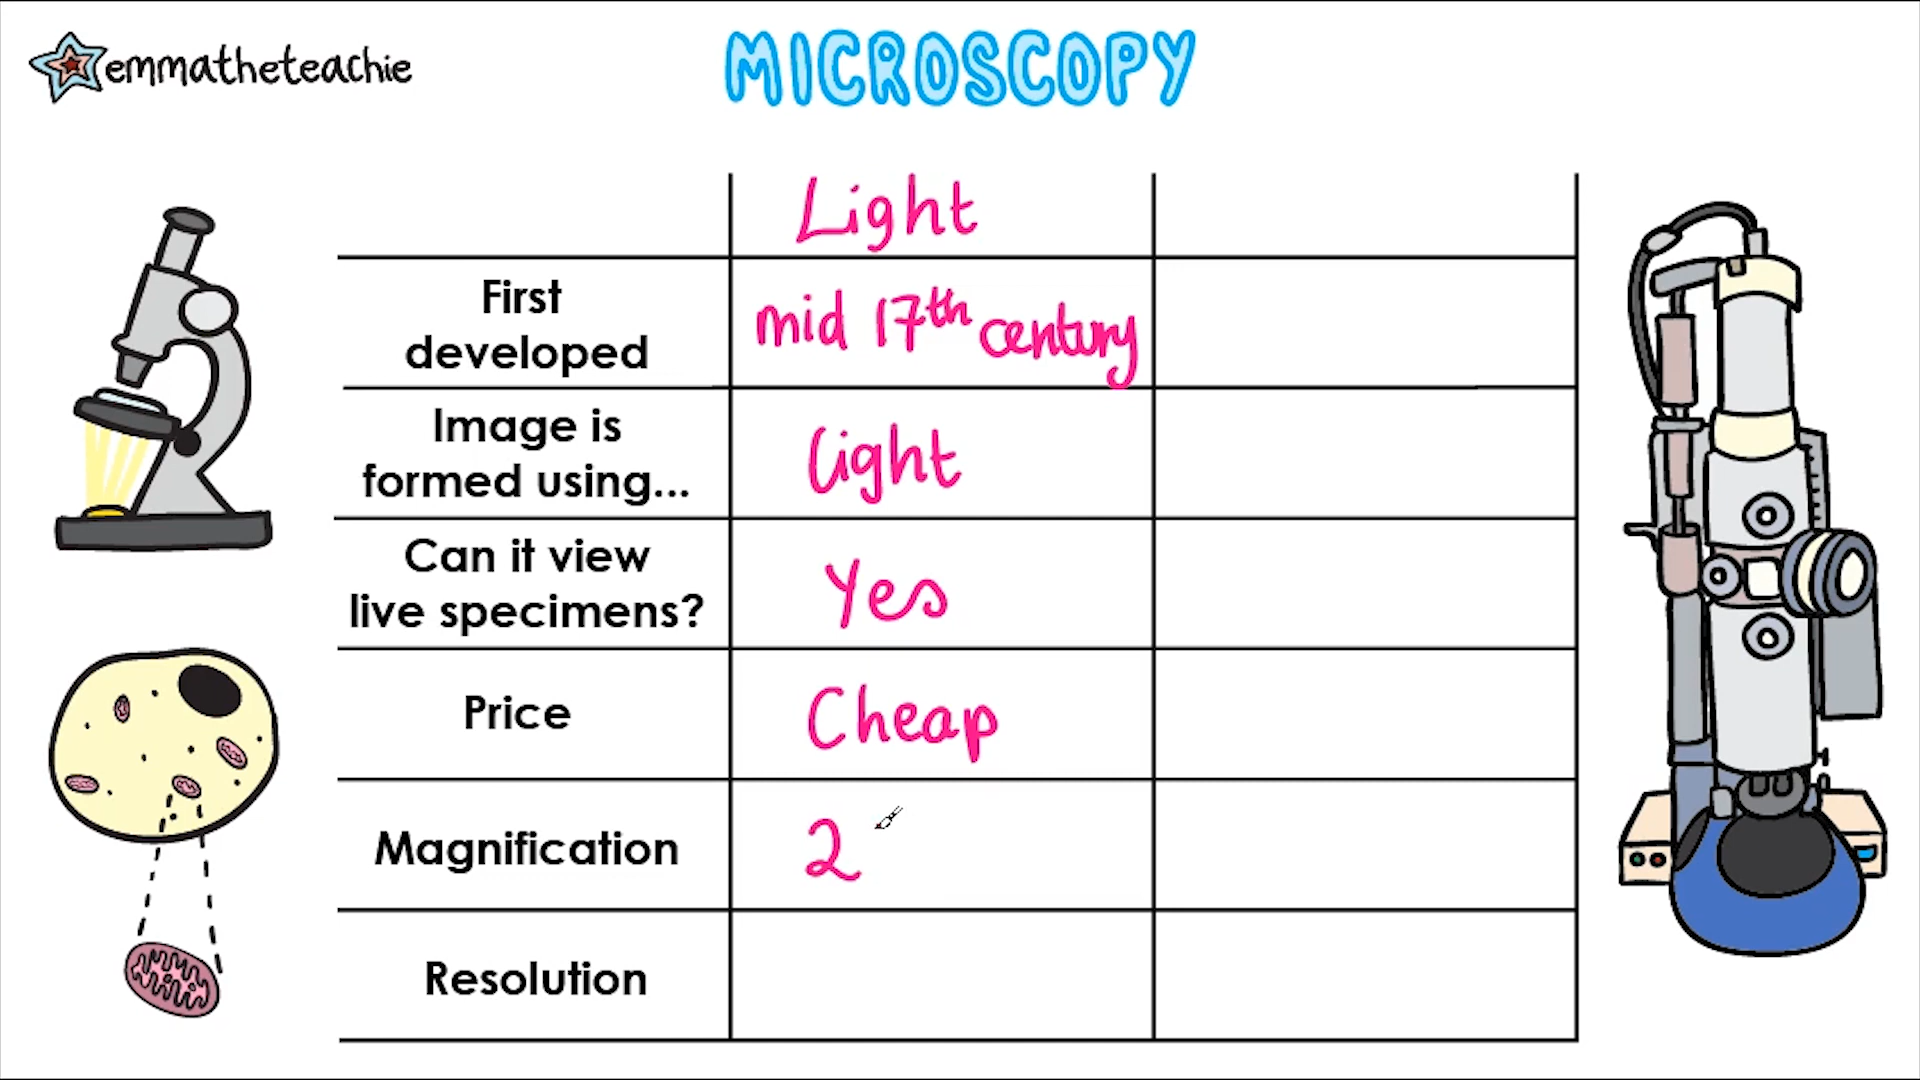 emmatheteachie
MICROSCOPY
Light
First
developed
mid 17th century
Image is
formed using...
light
Can it view
live specimens?
Yes
Price
Cheap
Magnification
2
Resolution